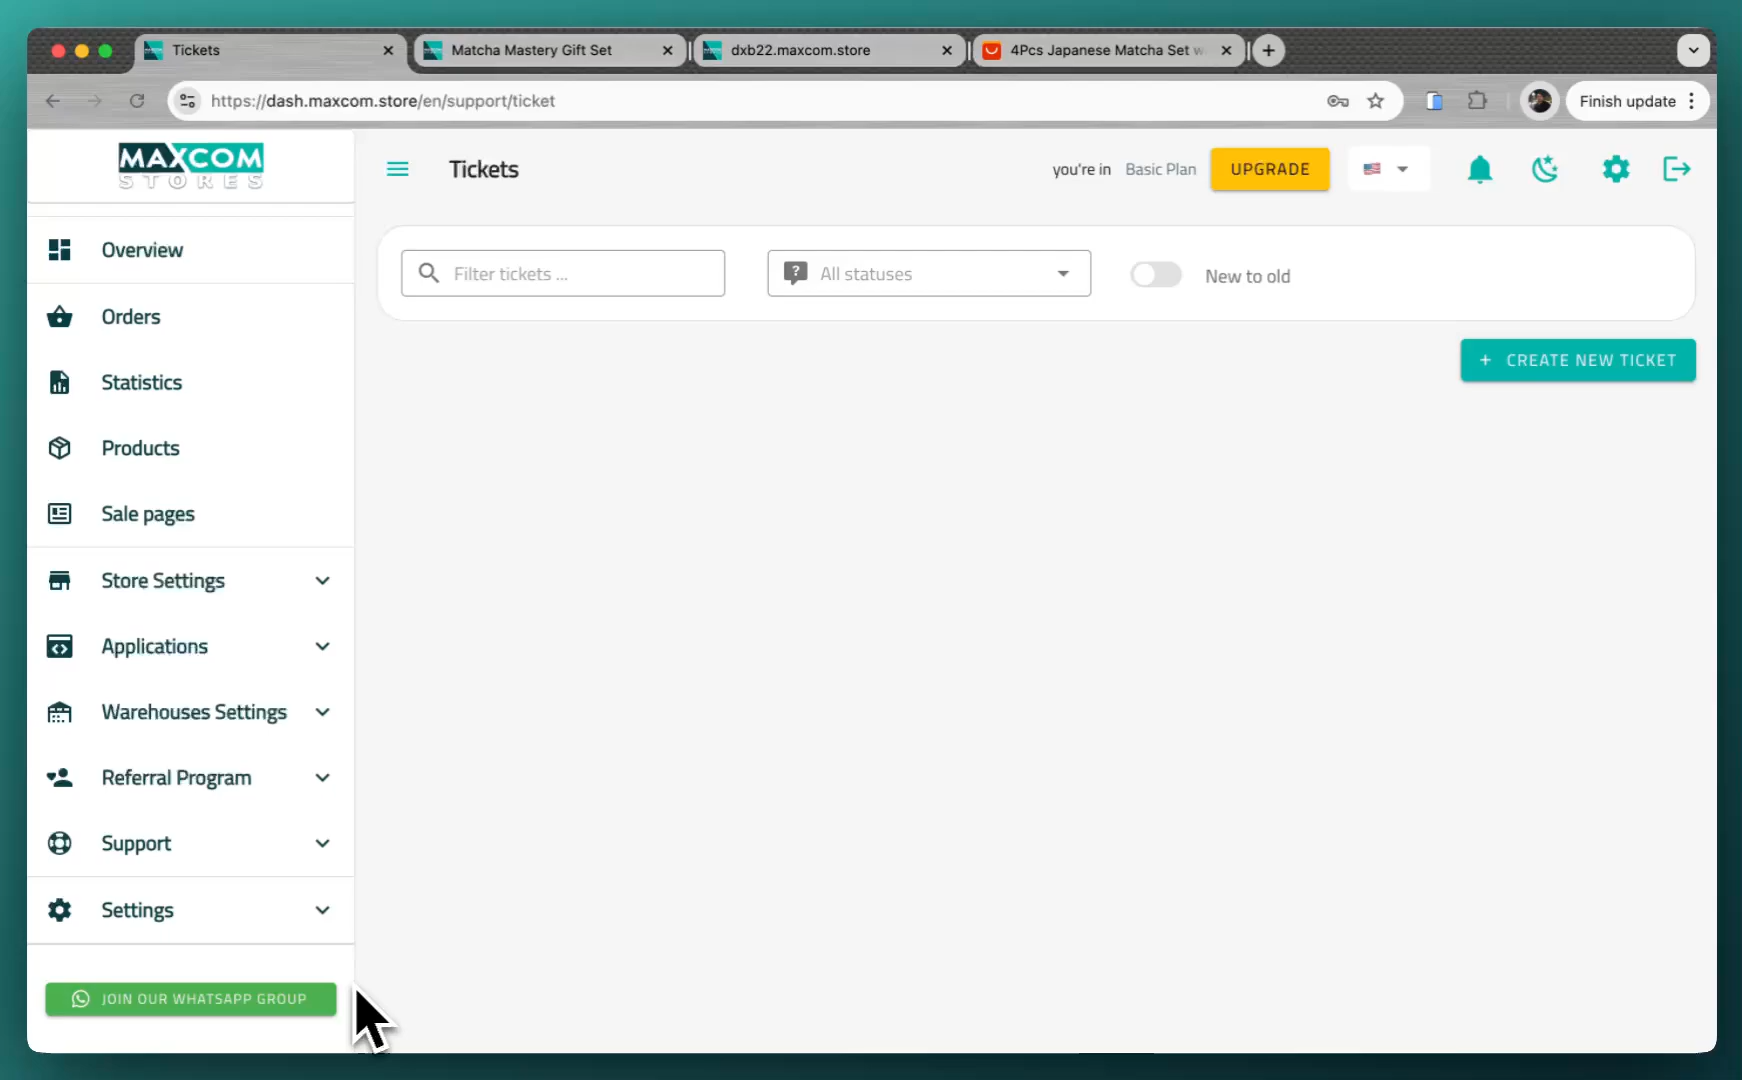 Tickets
Matcha Mastery Gift Set
dxb22.maxcom.store
4Pcs Japanese Matcha Set w
https://dash.maxcom.store/en/support/ticket
Finish update
MAXCOM
STORES
Tickets
you're in Basic Plan
UPGRADE
Overview
Filter tickets ...
All statuses
New to old
Orders
+ CREATE NEW TICKET
Statistics
Products
Sale pages
Store Settings
Applications
Warehouses Settings
Referral Program
Support
Settings
JOIN OUR WHATSAPP GROUP